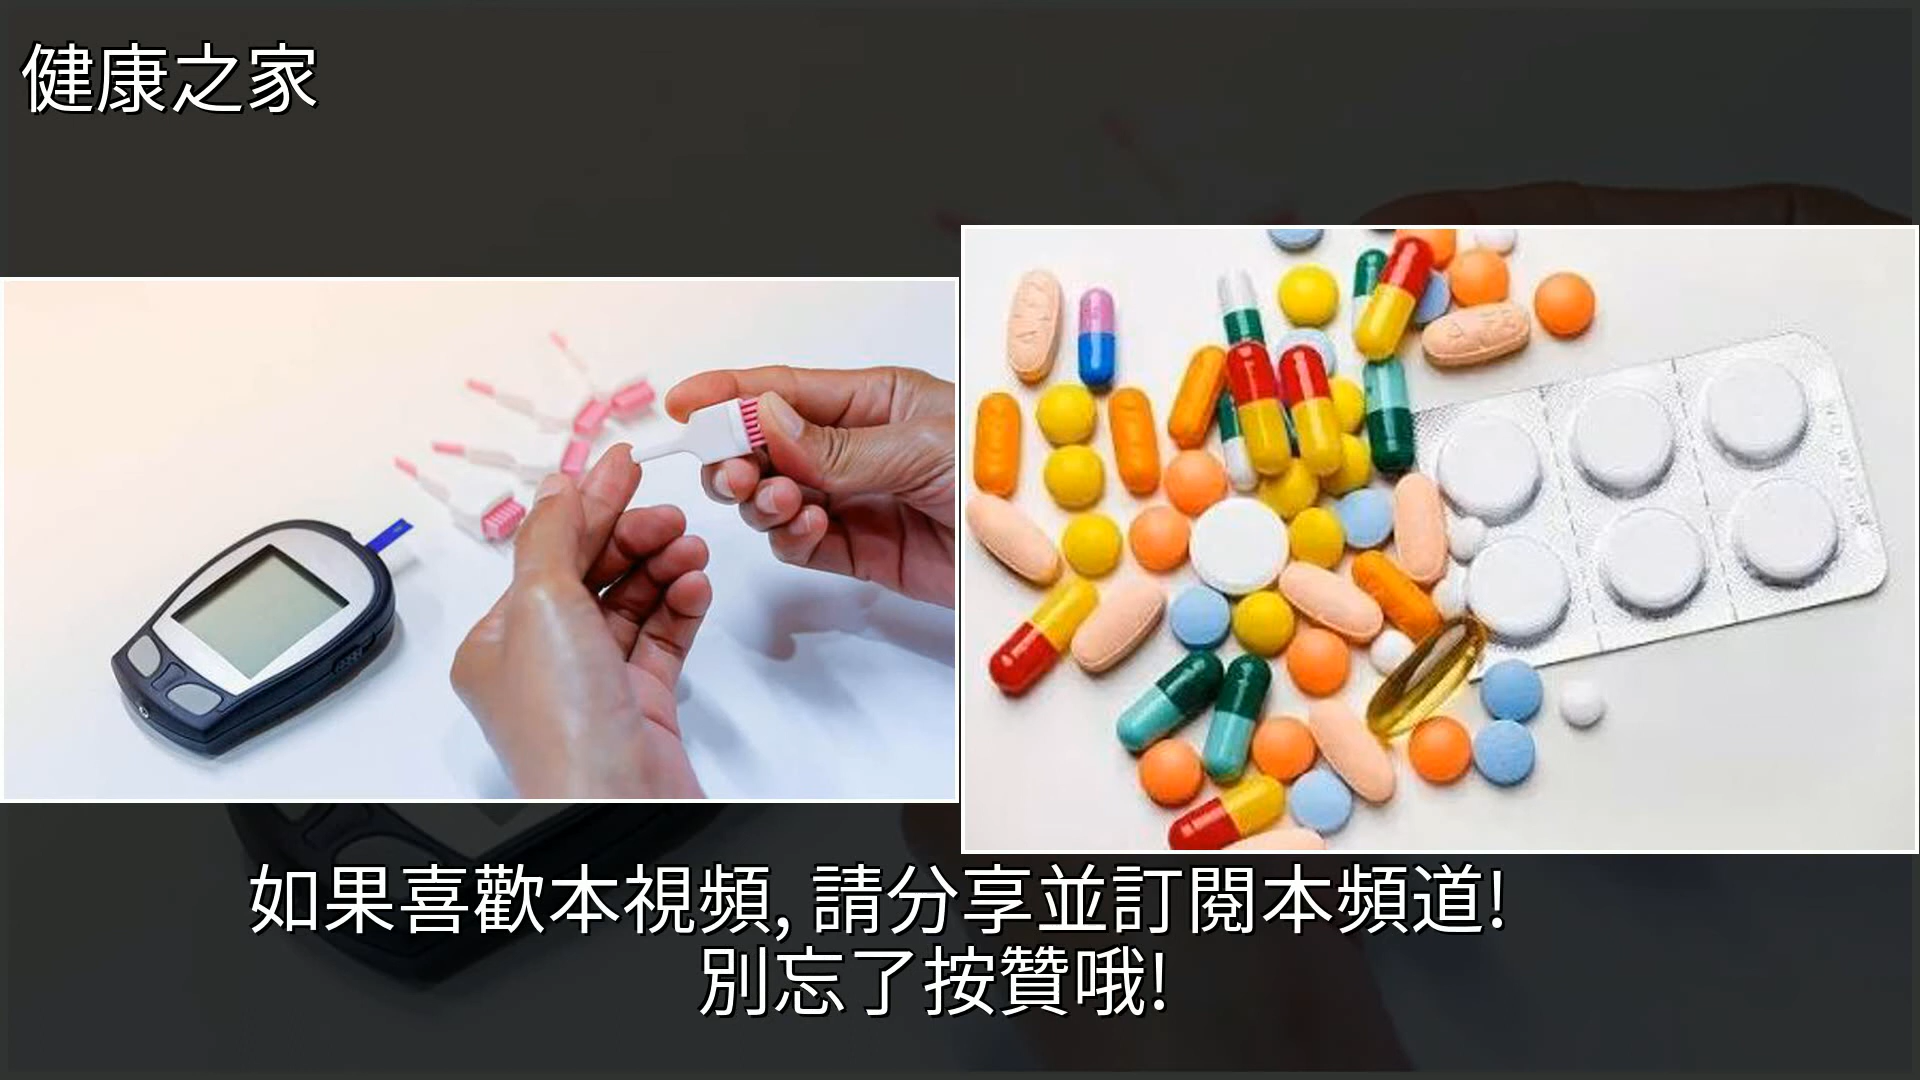 健康之家
如果喜歡本視頻, 請分享並訂閱本頻道!
別忘了按贊哦!